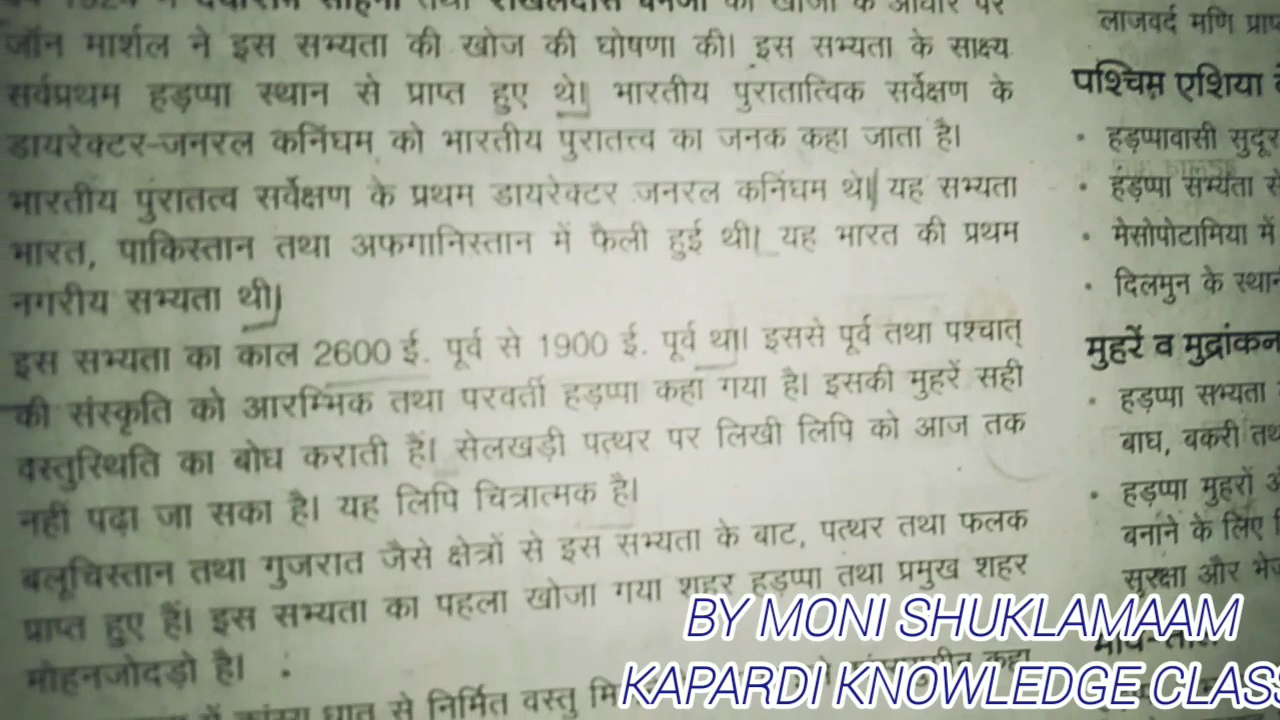 जॉन मार्शल ने इस सभ्यता की खोज की घोषणा की। इस सभ्यता के साक्ष्य
सर्वप्रथम हड़प्पा स्थान से प्राप्त हुए थे। भारतीय पुरातात्विक सर्वेक्षण के
डायरेक्टर-जनरल कनिंघम को भारतीय पुरातत्त्व का जनक कहा जाता है।
भारतीय पुरातत्व सर्वेक्षण के प्रथम डायरेक्टर जनरल कनिंघम थे। यह सभ्यता
भारत, पाकिस्तान तथा अफगानिस्तान में फैली हुई थी। यह भारत की प्रथम
नगरीय सभ्यता थी।
इस सभ्यता का काल 2600 ई. पूर्व से 1900 ई. पूर्व था। इससे पूर्व तथा पश्चात्
की संस्कृति को आरम्भिक तथा परवर्ती हड़प्पा कहा गया है। इसकी मुहरें सही
वस्तुस्थिति का बोध कराती हैं। सेलखड़ी पत्थर पर लिखी लिपि को आज तक
नहीं पढ़ा जा सका है। यह लिपि चित्रात्मक है।
बलूचिस्तान तथा गुजरात जैसे क्षेत्रों से इस सभ्यता के बाट, पत्थर तथा फलक
प्राप्त हुए हैं। इस सभ्यता का पहला खोजा गया शहर हड़प्पा तथा प्रमुख शहर
मोहनजोदड़ो है।
धातु से निर्मित वस्तु
लाजवर्द मणि
पश्चिम एशिया
• हड़प्पावासी सुदूर
• हड़प्पा सभ्यता से
• मेसोपोटामिया में
• दिलमुन के
मुहरें व मुद्रांकन
• हड़प्पा सभ्यता
बाघ, बकरी
• हड़प्पा मुहरों
बनाने के लिए
सुरक्षा और
BY MONI SHUKLAMAAM
KAPARDI KNOWLEDGE CLASS